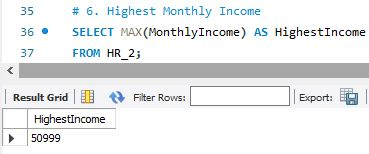 35 # 6. Highest Monthly Income
36 SELECT MAX(MonthlyIncome) AS HighestIncome
37 FROM HR_2;
Result Grid Filter Rows: Export:
HighestIncome
50999